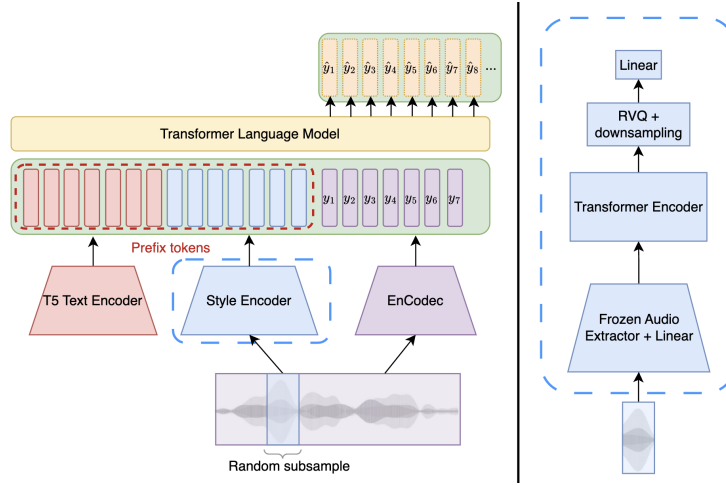 ŷ1 ŷ2 ŷ3 ŷ4 ŷ5 ŷ6 ŷ7 ŷ8 ...
Transformer Language Model
y1 y2 y3 y4 y5 y6 y7
Prefix tokens
T5 Text Encoder
Style Encoder
EnCodec
Random subsample
Linear
RVQ +
downsampling
Transformer Encoder
Frozen Audio
Extractor + Linear